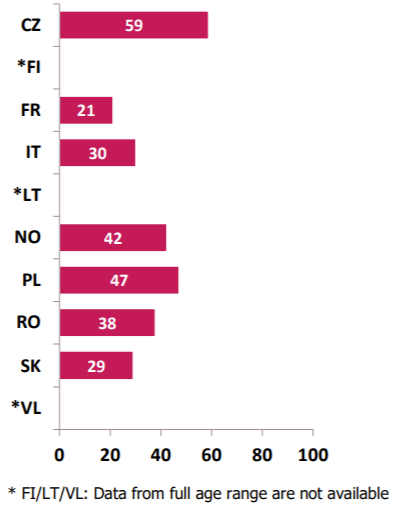 CZ 59
*FI
FR 21
IT 30
*LT
NO 42
PL 47
RO 38
SK 29
*VL
0 20 40 60 80 100
* FI/LT/VL: Data from full age range are not available